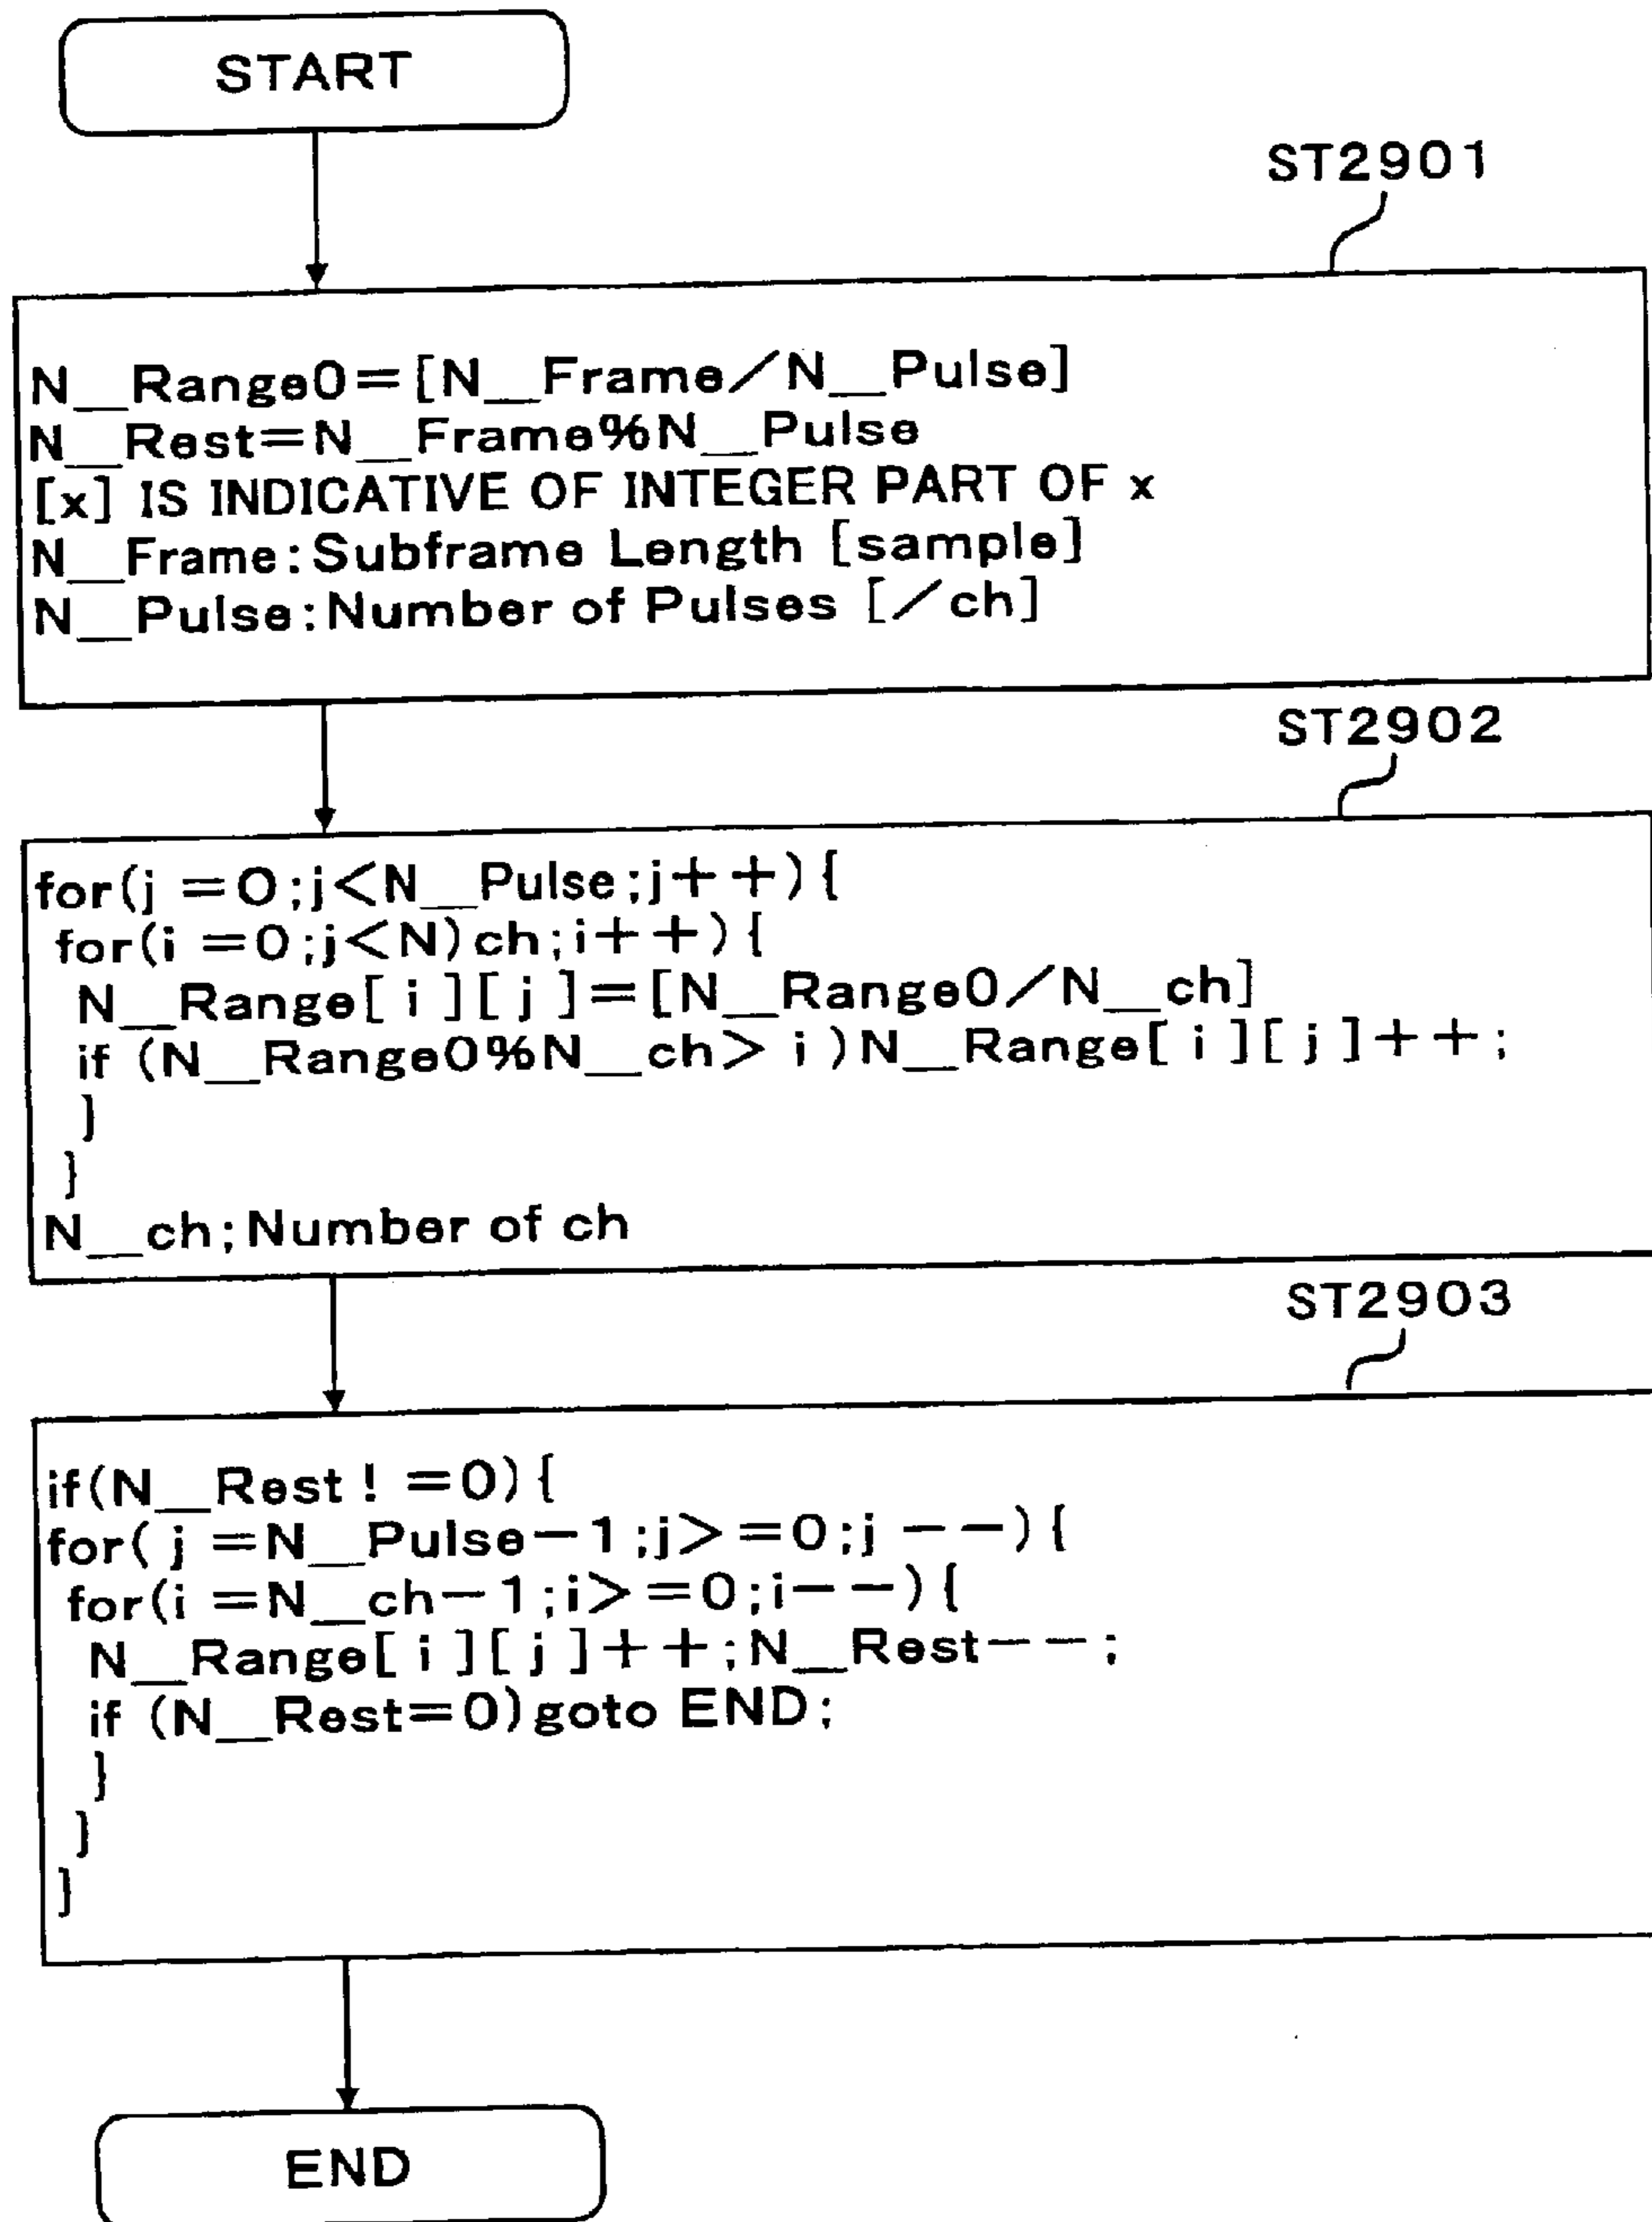 START
ST2901
N__Range0=[N__Frame/N__Pulse]
N__Rest=N__Frame%N__Pulse
[x] IS INDICATIVE OF INTEGER PART OF x
N__Frame:Subframe Length [sample]
N__Pulse:Number of Pulses [/ch]
ST2902
for(j =0;j<N__Pulse;j++){
for(i =0;j<N)ch;i++){
N__Range[i][j]=[N__Range0/N__ch]
if (N__Range0%N__ch> i)N__Range[i][j]++;
}
}
N__ch;Number of ch
ST2903
if(N__Rest! =0){
for(j =N__Pulse-1;j>=0;j --){
for(i =N__ch-1;i>=0;i--){
N__Range[i][j]++;N__Rest--;
if (N__Rest=0)goto END;
}
}
}
END